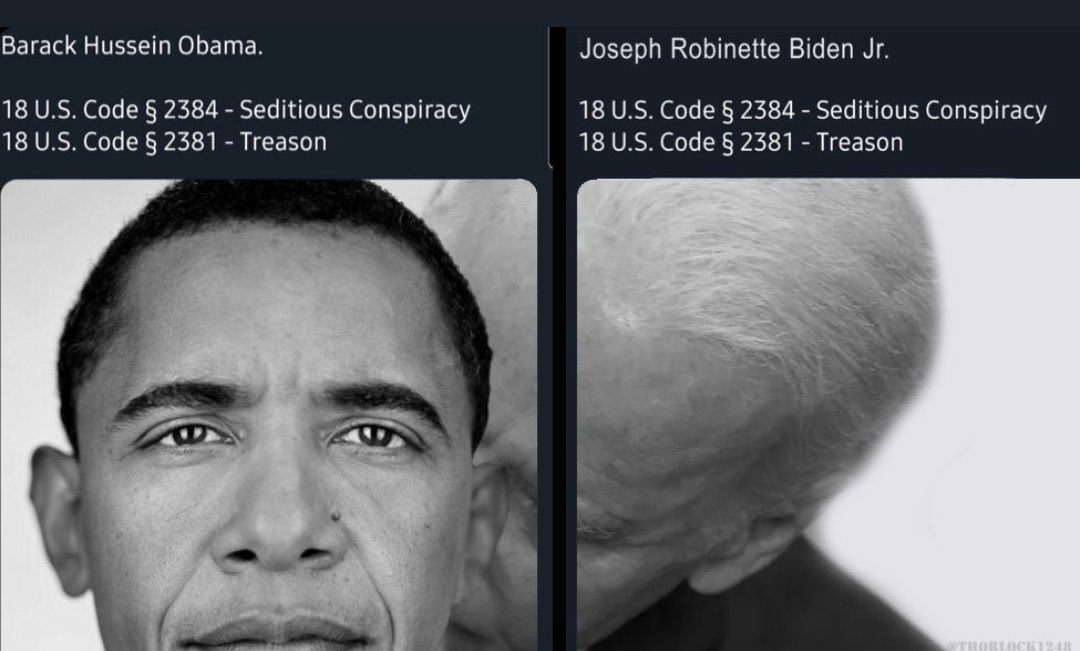 Barack Hussein Obama.
18 U.S. Code § 2384 - Seditious Conspiracy
18 U.S. Code § 2381 - Treason
Joseph Robinette Biden Jr.
18 U.S. Code § 2384 - Seditious Conspiracy
18 U.S. Code § 2381 - Treason
@THORLOCK1248